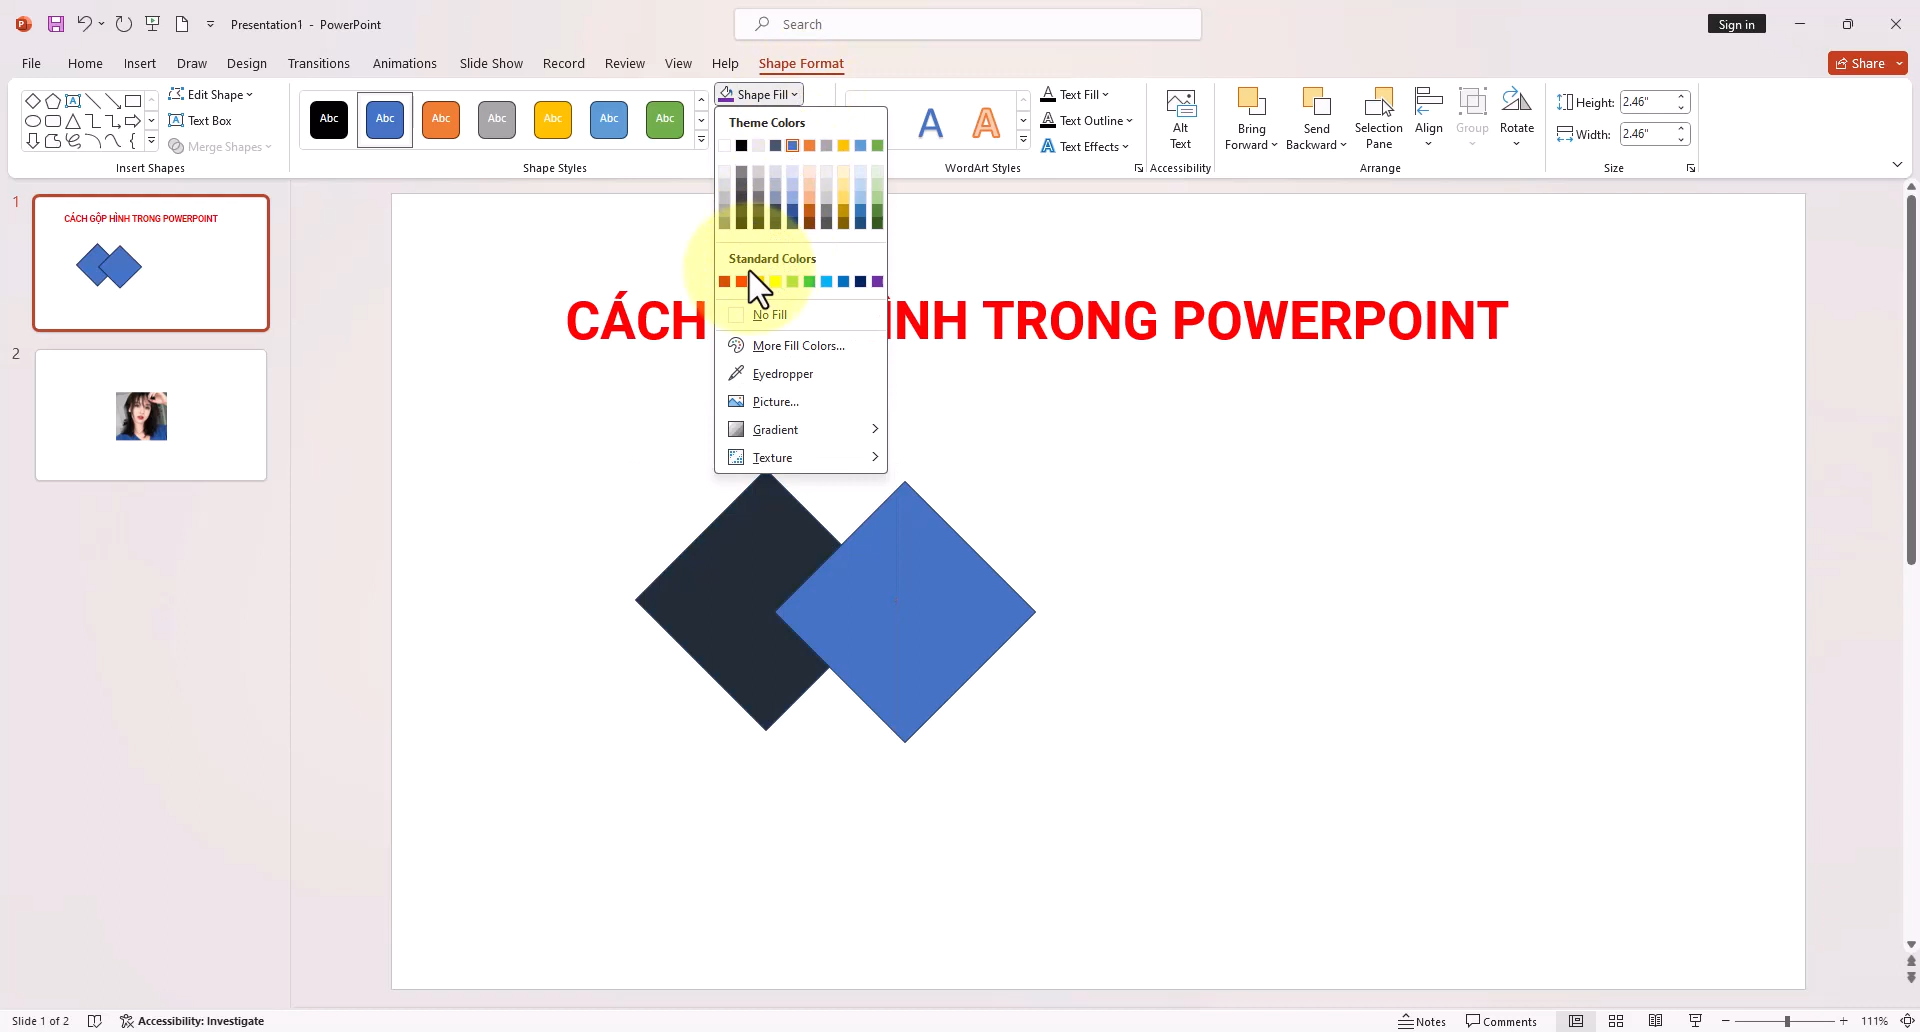 Presentation1 - PowerPoint
Search
Sign in
File Home Insert Draw Design Transitions Animations Slide Show Record Review View Help Shape Format
Share
Edit Shape
Text Box
Merge Shapes
Insert Shapes
Abc Abc Abc Abc Abc Abc Abc
Shape Styles
Shape Fill
Theme Colors
Standard Colors
No Fill
More Fill Colors...
Eyedropper
Picture...
Gradient
Texture
A A
WordArt Styles
Text Fill
Text Outline
Text Effects
Alt
Text
Accessibility
Bring
Forward
Send
Backward
Selection
Pane
Align
Group
Rotate
Arrange
Height: 2.46"
Width: 2.46"
Size
1
CÁCH GỘP HÌNH TRONG POWERPOINT
2
CÁCH ÌNH TRONG POWERPOINT
Slide 1 of 2
Accessibility: Investigate
Notes
Comments
111%